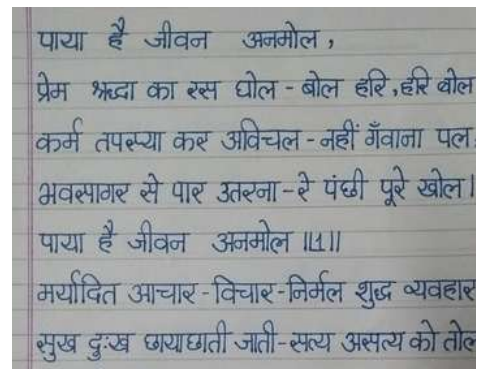 पाया है जीवन अनमोल,
प्रेम श्रद्धा का रस घोल - बोल हरि, हरि बोल
कर्म तपस्या कर अविचल - नहीं गँवाना पल.
भवसागर से पार उतरना - रे पंछी पूरे खोल।
पाया है जीवन अनमोल ॥1॥
मर्यादित आचार - विचार - निर्मल शुद्ध व्यवहार
सुख दुःख छायाछाती जाती - सत्य असत्य को तोल